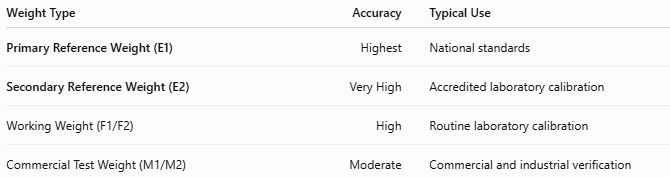 Weight Type Accuracy Typical Use
Primary Reference Weight (E1) Highest National standards
Secondary Reference Weight (E2) Very High Accredited laboratory calibration
Working Weight (F1/F2) High Routine laboratory calibration
Commercial Test Weight (M1/M2) Moderate Commercial and industrial verification